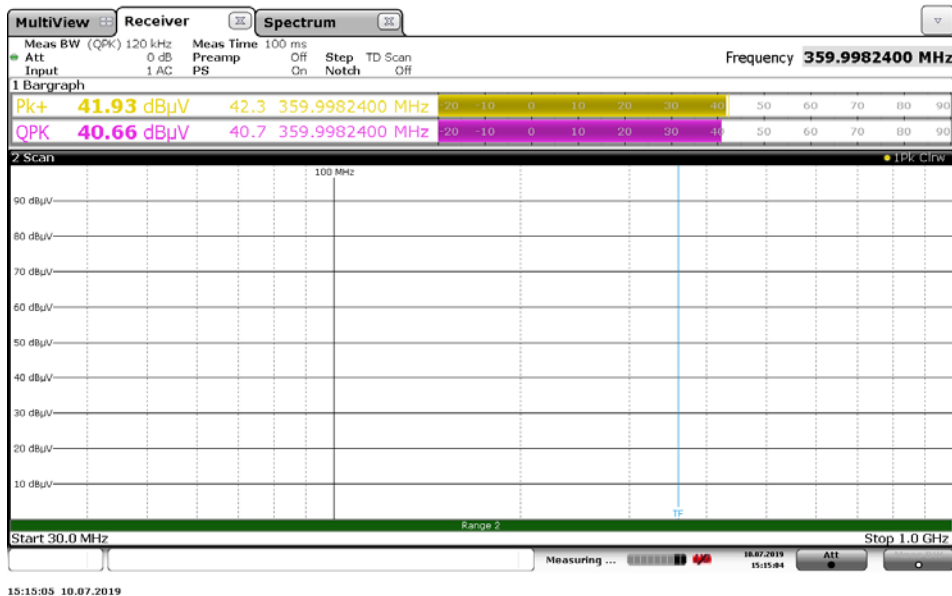 MultiView Receiver Spectrum
Meas BW (QPK) 120 kHz Meas Time 100 ms
Att 0 dB Preamp Off Step TD Scan
Input 1 AC PS On Notch Off
Frequency 359.9982400 MHz
1 Bargraph
Pk+ 41.93 dBµV 42.3 359.9982400 MHz -20 -10 0 10 20 30 40 50 60 70 80 90
QPK 40.66 dBµV 40.7 359.9982400 MHz -20 -10 0 10 20 30 40 50 60 70 80 90
2 Scan 1Pk Clrw
100 MHz
90 dBµV
80 dBµV
70 dBµV
60 dBµV
50 dBµV
40 dBµV
30 dBµV
20 dBµV
10 dBµV
TF
Range 2
Start 30.0 MHz Stop 1.0 GHz
Measuring ... 10.07.2019 Att
15:15:04
15:15:05 10.07.2019